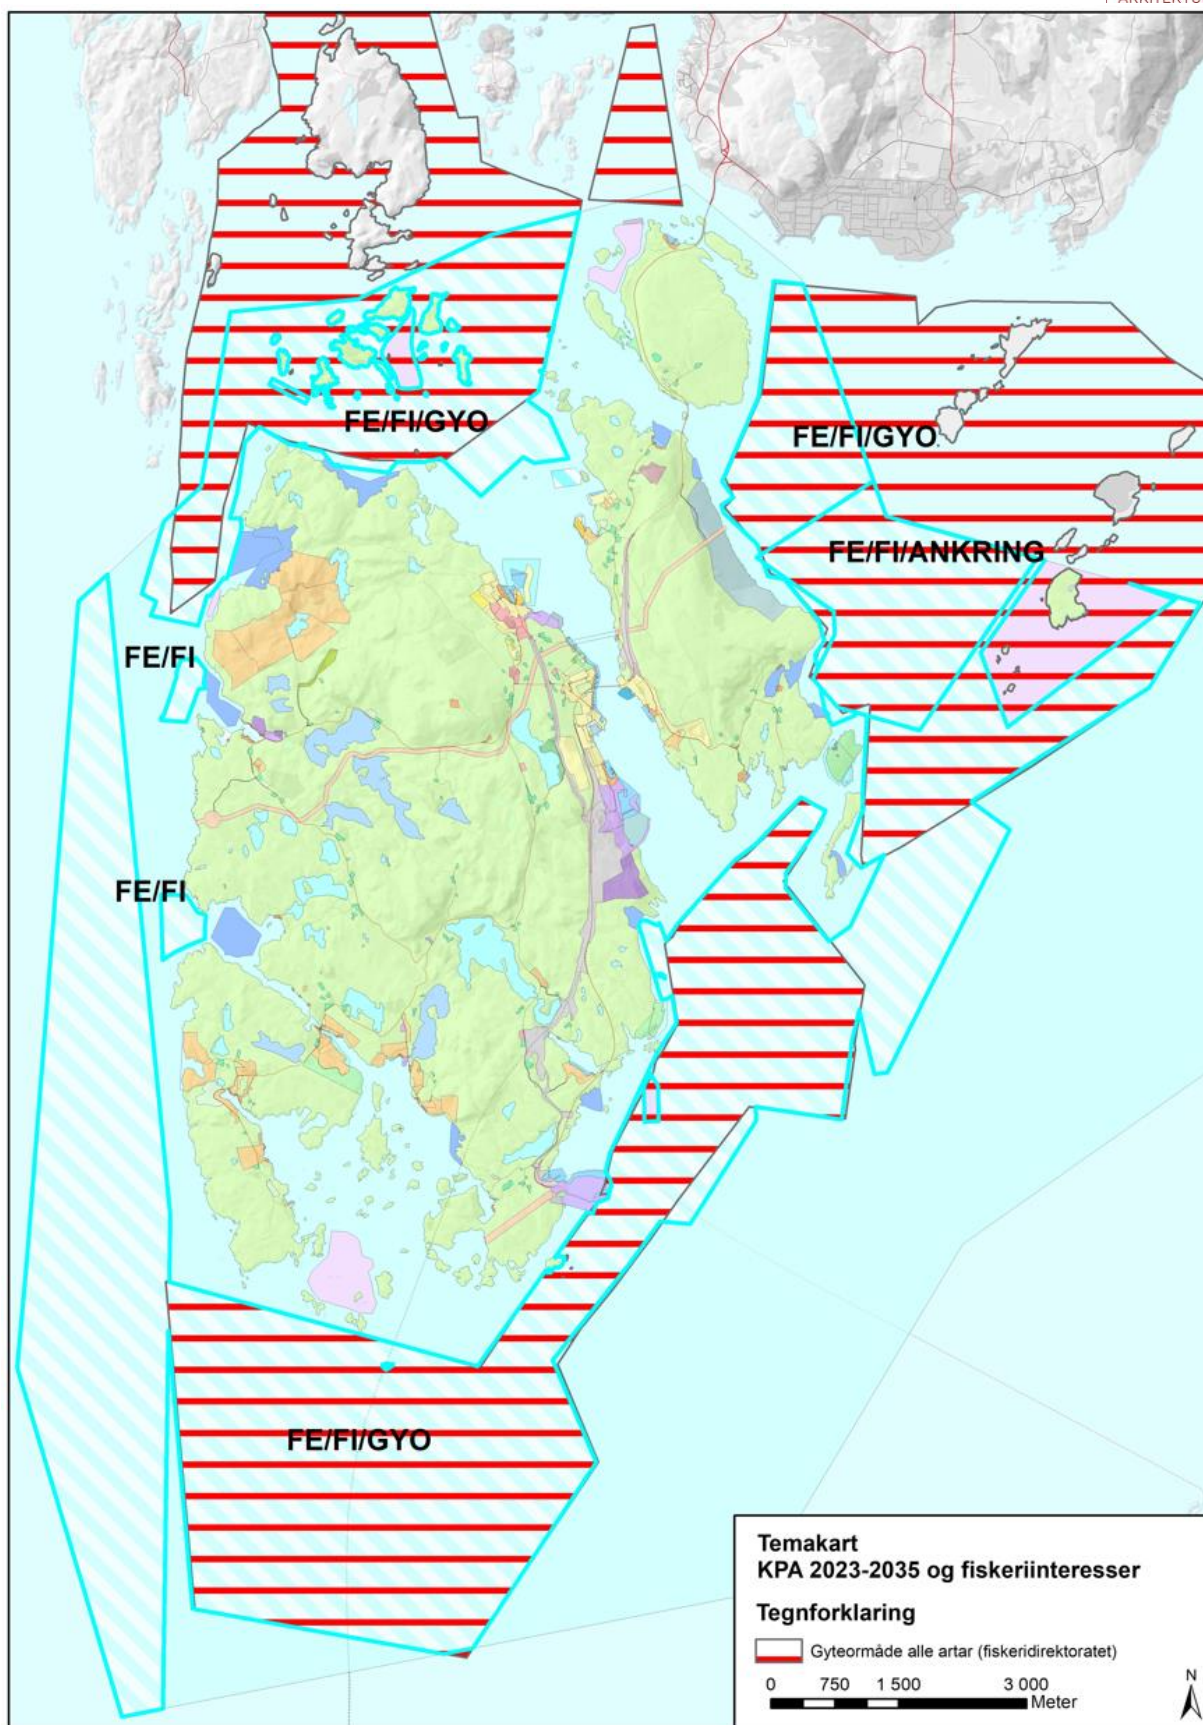 FE/FI/GYO
FE/FI/GYO
FE/FI/ANKRING
FE/FI
FE/FI
FE/FI/GYO
Temakart
KPA 2023-2035 og fiskeriinteresser
Tegnforklaring
Gyteormåde alle artar (fiskeridirektoratet)
0 750 1 500 3 000
Meter
N